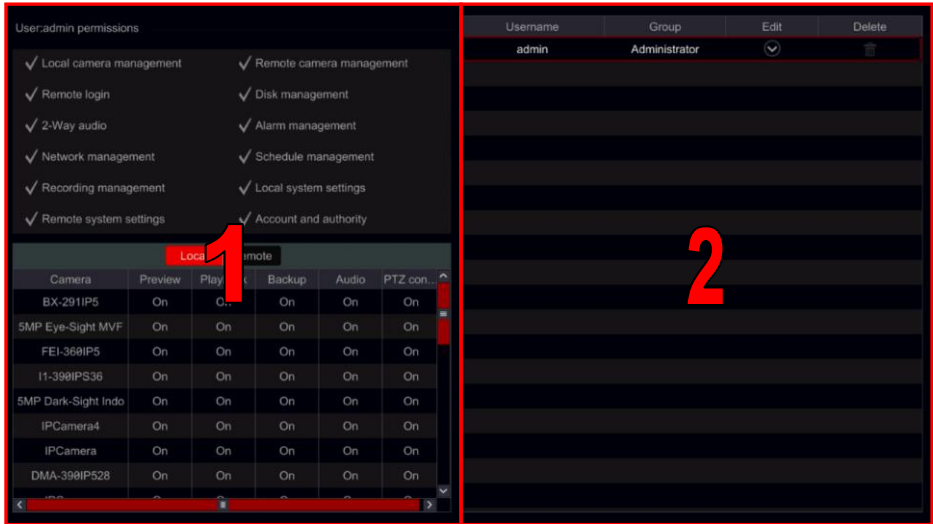 User:admin permissions
Local camera management Remote camera management
Remote login Disk management
2-Way audio Alarm management
Network management Schedule management
Recording management Local system settings
Remote system settings Account and authority
1
Camera Preview Backup Audio PTZ con...
BX-291IP5 On On On On
5MP Eye-Sight MVF On On On On On
FEI-360IP5 On On On On On
I1-390IPS36 On On On On On
5MP Dark-Sight Indo On On On On On
IPCamera4 On On On On On
IPCamera On On On On On
DMA-390IP528 On On On On On
Username Group Edit Delete
admin Administrator
2